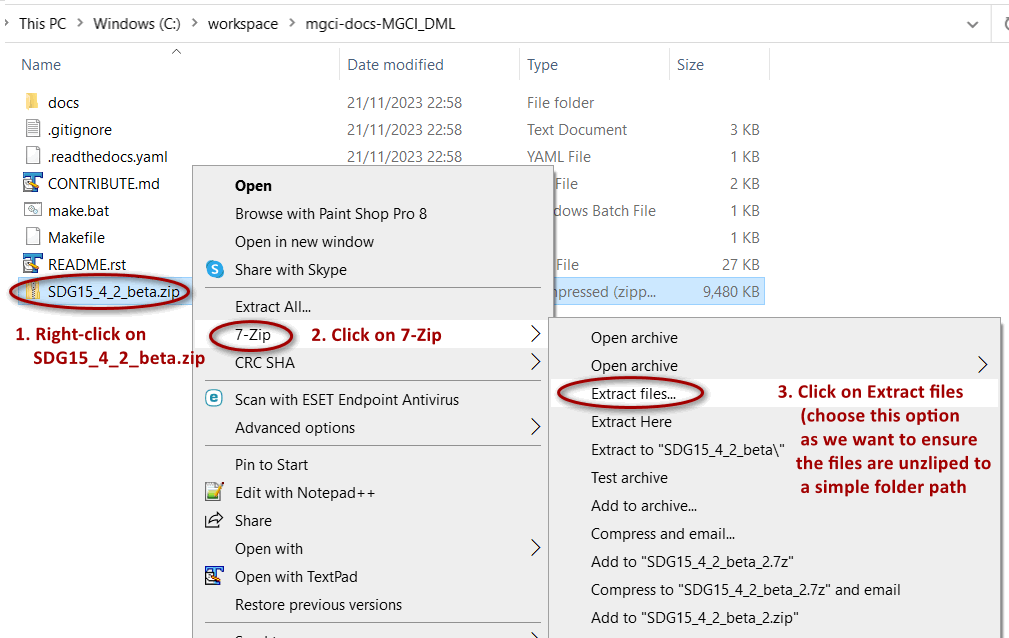 This PC > Windows (C:) > workspace > mgci-docs-MGCI_DML
Name Date modified Type Size
docs 21/11/2023 22:58 File folder
.gitignore 21/11/2023 22:58 Text Document 3 KB
.readthedocs.yaml 21/11/2023 22:58 YAML File 1 KB
CONTRIBUTE.md File 2 KB
make.bat dows Batch File 1 KB
Makefile 1 KB
README.rst File 27 KB
SDG15_4_2_beta.zip mpressed (zipp... 9,480 KB
1. Right-click on
SDG15_4_2_beta.zip
Open
Browse with Paint Shop Pro 8
Open in new window
Share with Skype
Extract All...
7-Zip
2. Click on 7-Zip
CRC SHA
Scan with ESET Endpoint Antivirus
Advanced options
Pin to Start
Edit with Notepad++
Share
Open with
Open with TextPad
Restore previous versions
Open archive
Open archive
Extract files...
Extract Here
Extract to "SDG15_4_2_beta\"
Test archive
Add to archive...
Compress and email...
Add to "SDG15_4_2_beta_2.7z"
Compress to "SDG15_4_2_beta_2.7z" and email
Add to "SDG15_4_2_beta_2.zip"
3. Click on Extract files
(choose this option
as we want to ensure
the files are unzliped to
a simple folder path